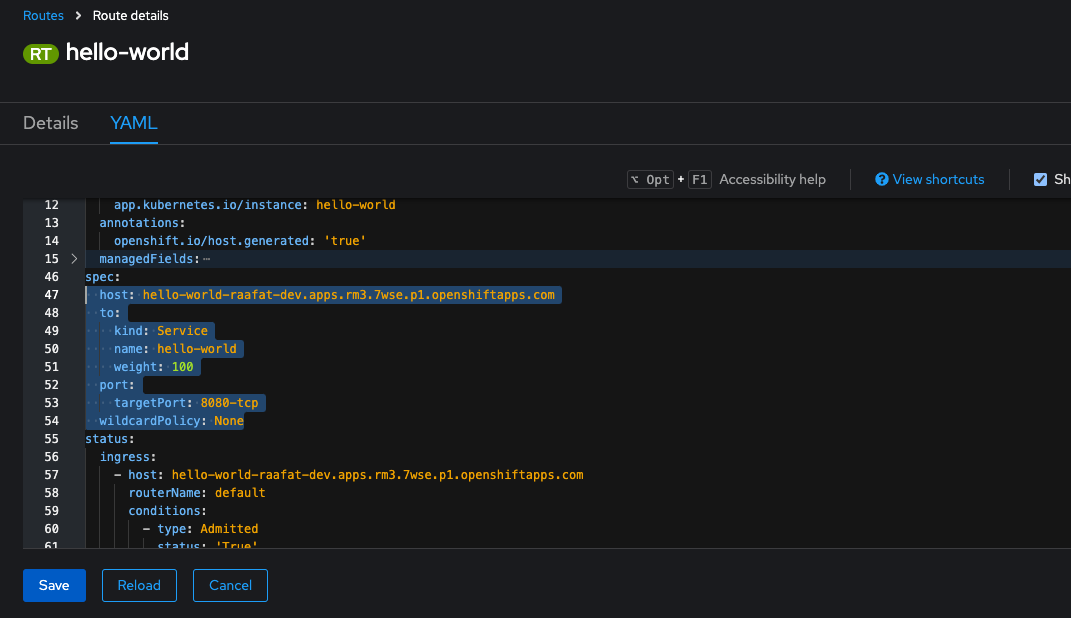 Routes > Route details
RT hello-world
Details YAML
⌥ Opt + F1 Accessibility help View shortcuts Sh
12 app.kubernetes.io/instance: hello-world
13 annotations:
14 openshift.io/host.generated: 'true'
15 managedFields:
46 spec:
47 host: hello-world-raafat-dev.apps.rm3.7wse.p1.openshiftapps.com
48 to:
49 kind: Service
50 name: hello-world
51 weight: 100
52 port:
53 targetPort: 8080-tcp
54 wildcardPolicy: None
55 status:
56 ingress:
57 - host: hello-world-raafat-dev.apps.rm3.7wse.p1.openshiftapps.com
58 routerName: default
59 conditions:
60 - type: Admitted
61 status: 'True'
Save Reload Cancel